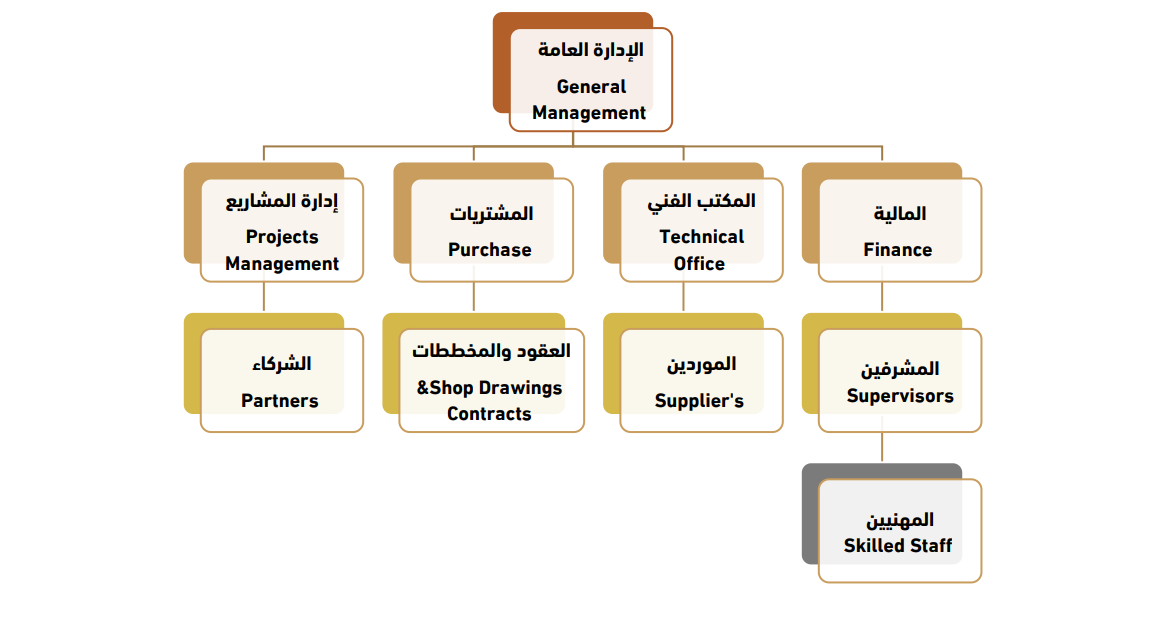 الإدارة العامة
General
Management
إدارة المشاريع
Projects
Management
المشتريات
Purchase
المكتب الفني
Technical
Office
المالية
Finance
الشركاء
Partners
العقود والمخططات
&Shop Drawings
Contracts
الموردين
Supplier's
المشرفين
Supervisors
المهنيين
Skilled Staff